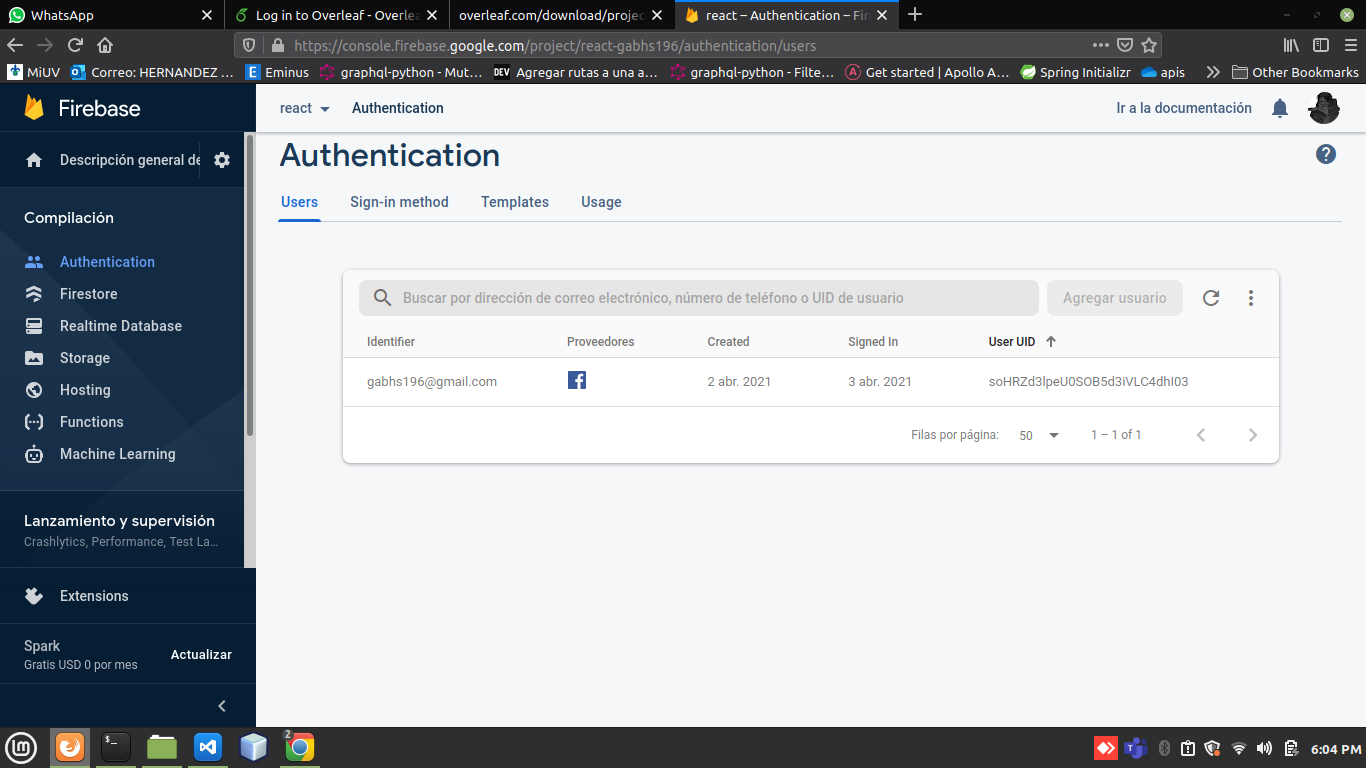 WhatsApp
Log in to Overleaf - Overlea
overleaf.com/download/projec
react – Authentication – Fir
https://console.firebase.google.com/project/react-gabhs196/authentication/users
MiUV
Correo: HERNANDEZ ...
Eminus
graphql-python - Mut...
DEV
Agregar rutas a una a...
graphql-python - Filte...
Get started | Apollo A...
Spring Initializr
apis
Other Bookmarks
Firebase
react
Authentication
Ir a la documentación
Descripción general de
Authentication
Users
Sign-in method
Templates
Usage
Compilación
Authentication
Firestore
Realtime Database
Storage
Hosting
Functions
Machine Learning
Lanzamiento y supervisión
Crashlytics, Performance, Test La...
Extensions
Spark
Gratis USD 0 por mes
Actualizar
Buscar por dirección de correo electrónico, número de teléfono o UID de usuario
Agregar usuario
Identifier
Proveedores
Created
Signed In
User UID
gabhs196@gmail.com
2 abr. 2021
3 abr. 2021
soHRZd3lpeU0SOB5d3iVLC4dhI03
Filas por página:
50
1 – 1 of 1
2
6:04 PM